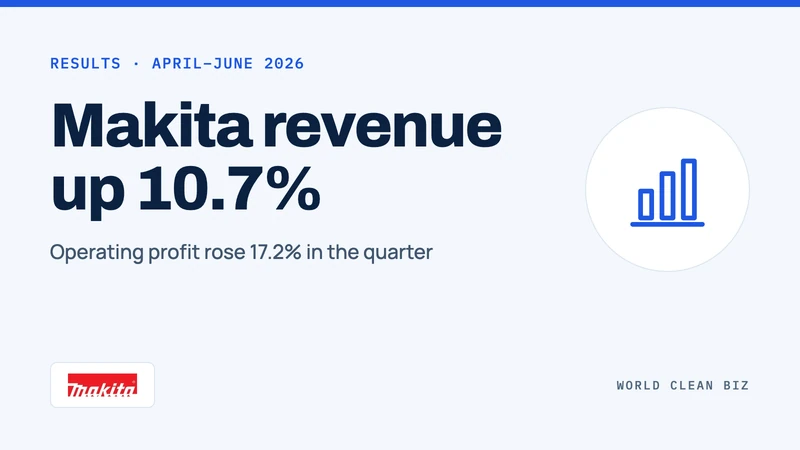 RESULTS · APRIL–JUNE 2026
Makita revenue
up 10.7%
Operating profit rose 17.2% in the quarter
Makita
WORLD CLEAN BIZ